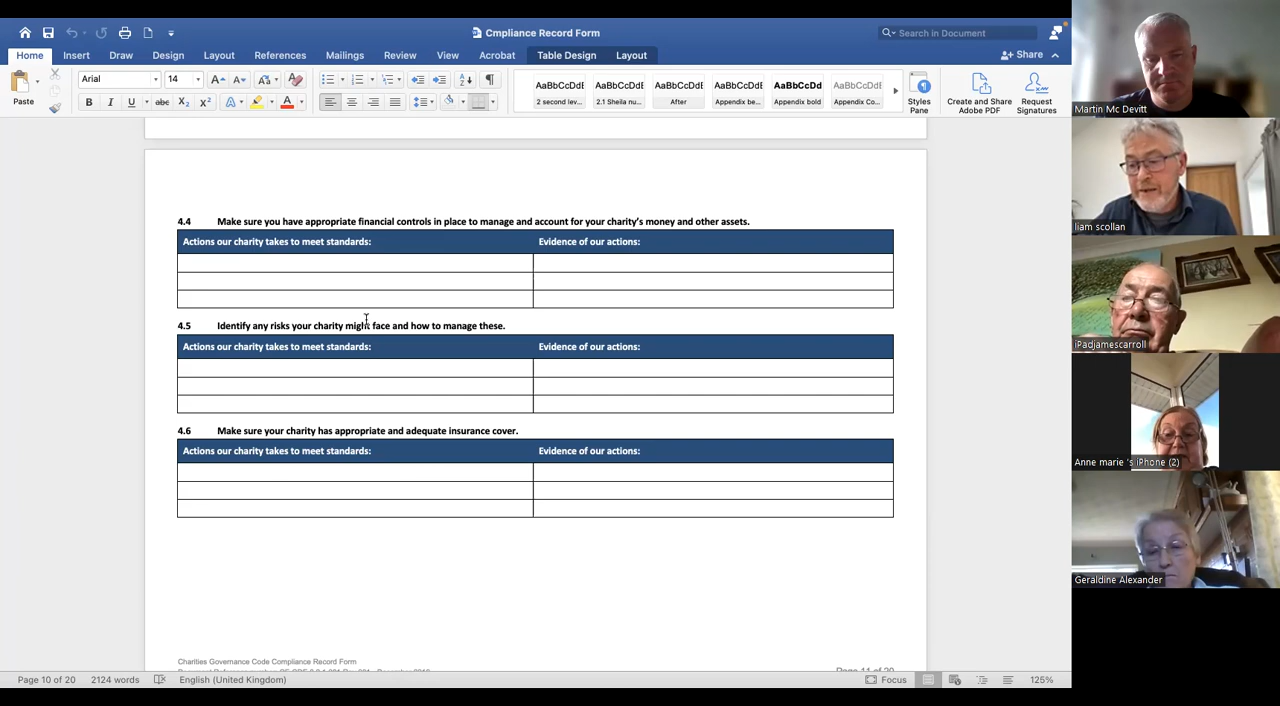 Cmpliance Record Form
Search in Document
Home Insert Draw Design Layout References Mailings Review View Acrobat Table Design Layout
Share
Paste
Arial 14
AaBbCcDdE AaBbCcDdE AaBbCcDdE AaBbCcDdE AaBbCcDd AaBbCcDdE
2 second lev... 2.1 Sheila nu... After Appendix be... Appendix bold Appendix Co...
Styles Pane
Create and Share Adobe PDF
Request Signatures
4.4 Make sure you have appropriate financial controls in place to manage and account for your charity's money and other assets.
Actions our charity takes to meet standards: Evidence of our actions:
4.5 Identify any risks your charity might face and how to manage these.
Actions our charity takes to meet standards: Evidence of our actions:
4.6 Make sure your charity has appropriate and adequate insurance cover.
Actions our charity takes to meet standards: Evidence of our actions:
Charities Governance Code Compliance Record Form
Page 10 of 20 2124 words English (United Kingdom) Focus 125%
Martin Mc Devitt
liam scollan
iPadjamescarroll
Anne marie 's iPhone (2)
Geraldine Alexander